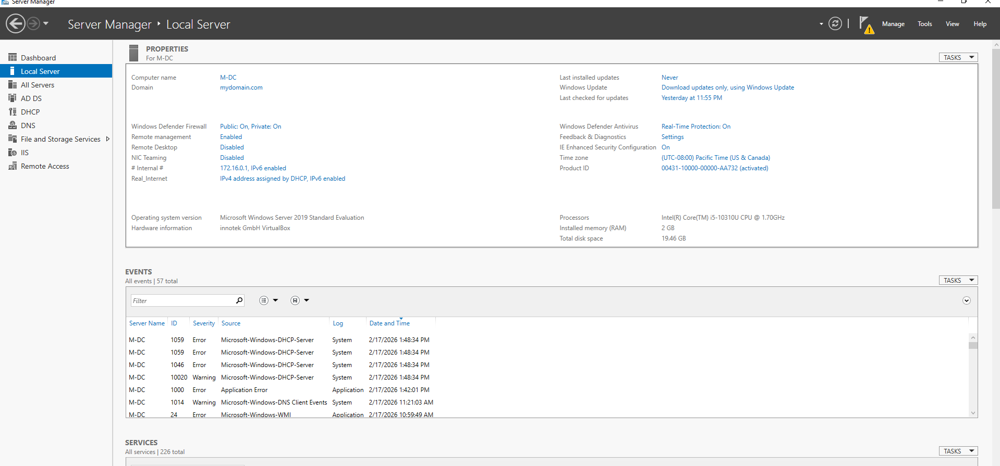 Server Manager
Server Manager ‣ Local Server
Manage Tools View Help
Dashboard
Local Server
All Servers
AD DS
DHCP
DNS
File and Storage Services
IIS
Remote Access
PROPERTIES
For M-DC
TASKS
Computer name M-DC
Domain mydomain.com
Last installed updates Never
Windows Update Download updates only, using Windows Update
Last checked for updates Yesterday at 11:55 PM
Windows Defender Firewall Public: On, Private: On
Remote management Enabled
Remote Desktop Disabled
NIC Teaming Disabled
# Internal # 172.16.0.1, IPv6 enabled
Real_Internet IPv4 address assigned by DHCP, IPv6 enabled
Windows Defender Antivirus Real-Time Protection: On
Feedback & Diagnostics Settings
IE Enhanced Security Configuration On
Time zone (UTC-08:00) Pacific Time (US & Canada)
Product ID 00431-10000-00000-AA732 (activated)
Operating system version Microsoft Windows Server 2019 Standard Evaluation
Hardware information innotek GmbH VirtualBox
Processors Intel(R) Core(TM) i5-10310U CPU @ 1.70GHz
Installed memory (RAM) 2 GB
Total disk space 19.46 GB
EVENTS
All events | 57 total
TASKS
Filter
Server Name ID Severity Source Log Date and Time
M-DC 1059 Error Microsoft-Windows-DHCP-Server System 2/17/2026 1:48:34 PM
M-DC 1059 Error Microsoft-Windows-DHCP-Server System 2/17/2026 1:48:34 PM
M-DC 1046 Error Microsoft-Windows-DHCP-Server System 2/17/2026 1:48:34 PM
M-DC 10020 Warning Microsoft-Windows-DHCP-Server System 2/17/2026 1:48:34 PM
M-DC 1000 Error Application Error Application 2/17/2026 1:42:01 PM
M-DC 1014 Warning Microsoft-Windows-DNS Client Events System 2/17/2026 11:21:03 AM
M-DC 24 Error Microsoft-Windows-WMI Application 2/17/2026 10:59:49 AM
SERVICES
All services | 226 total
TASKS